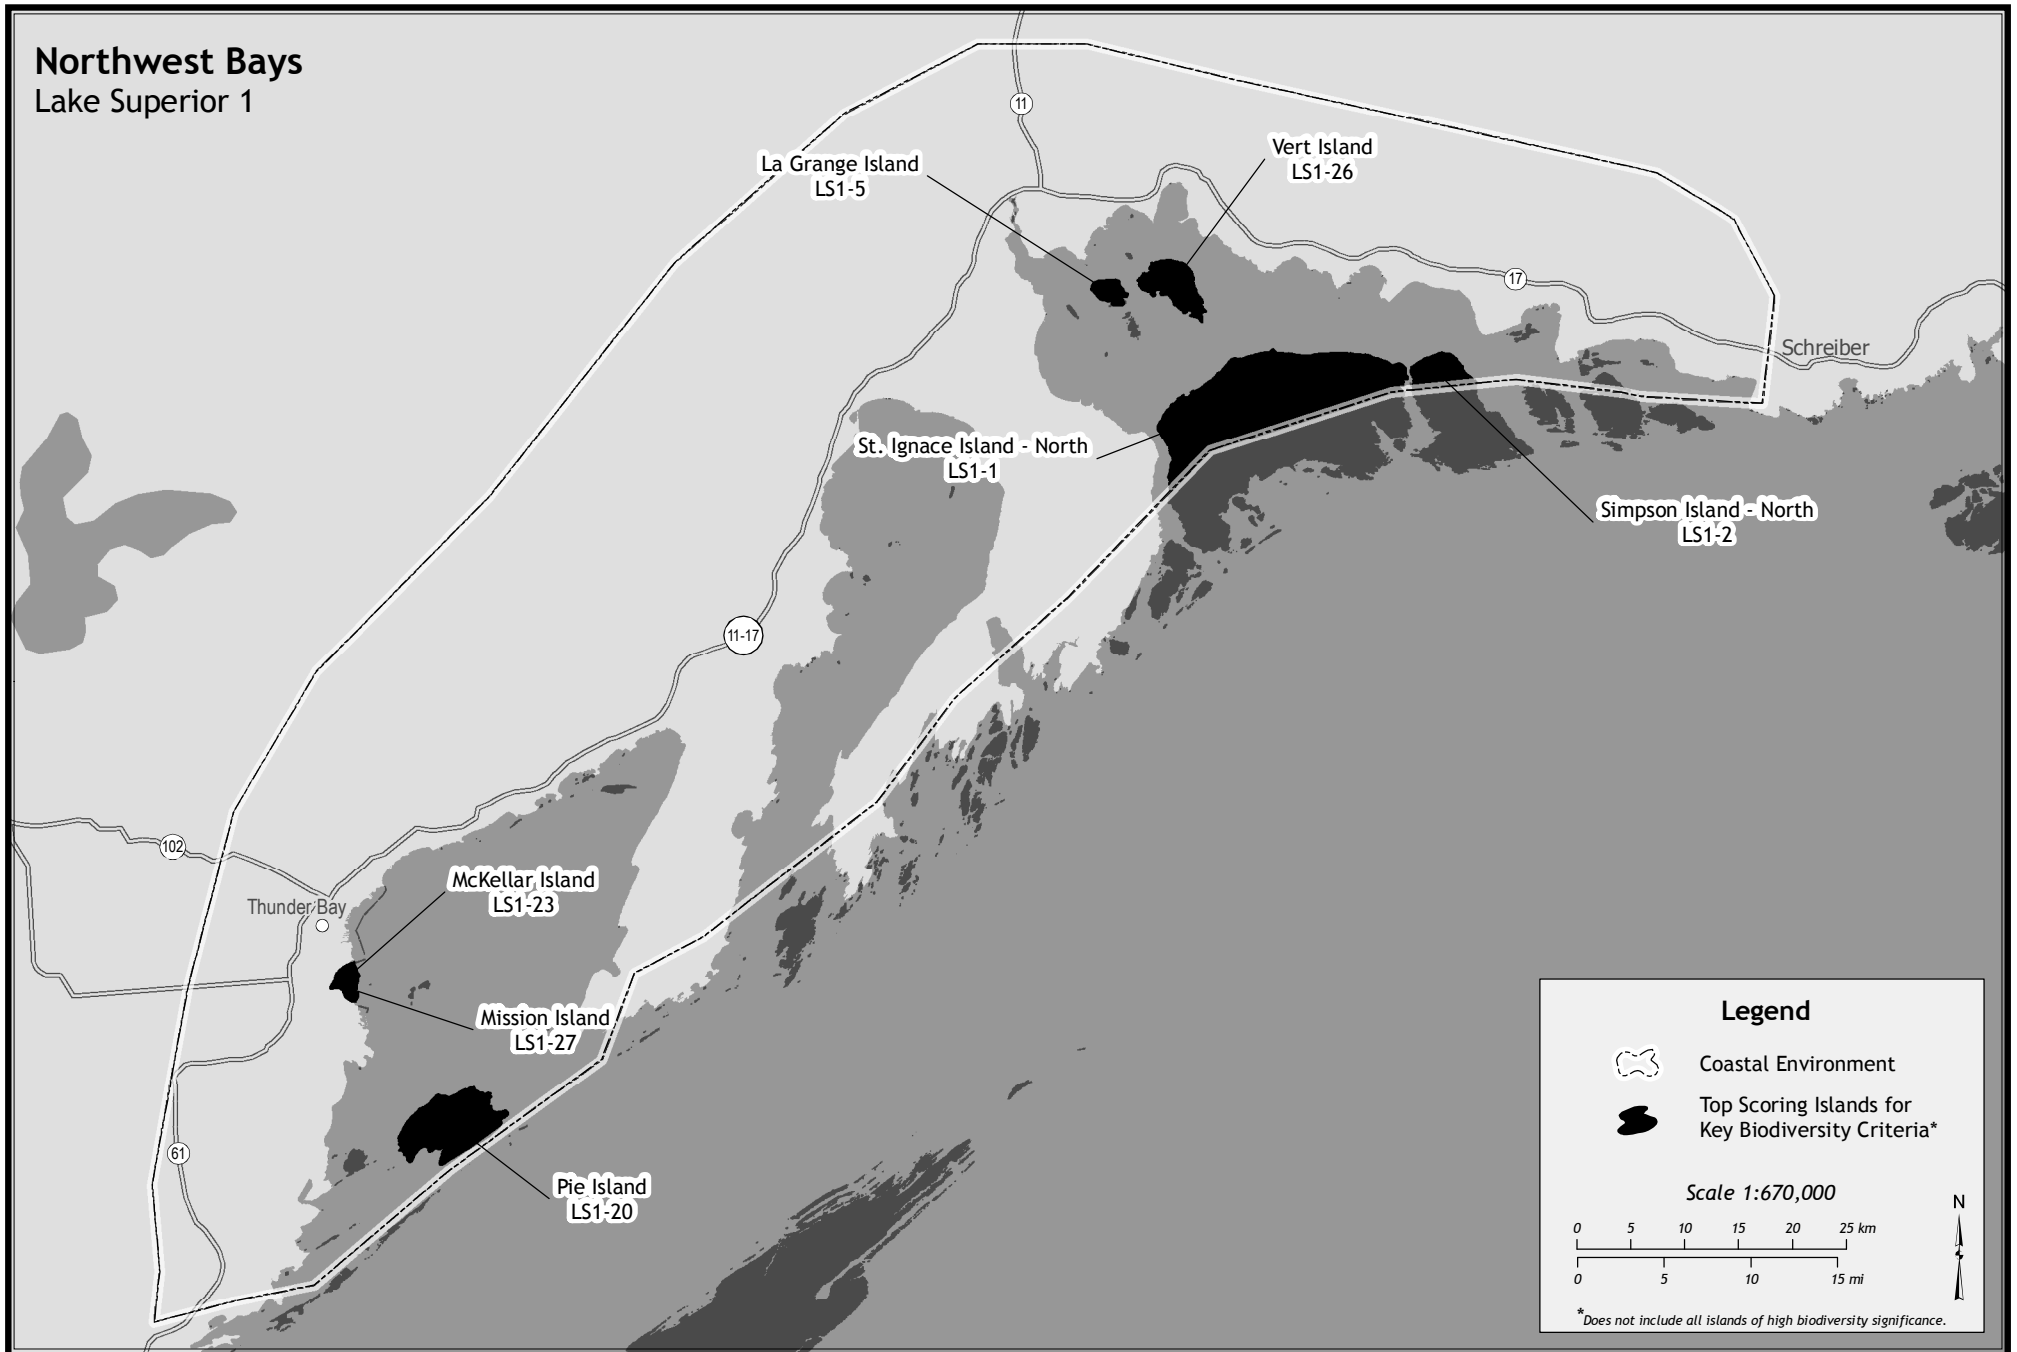 Northwest Bays
Lake Superior 1
11
La Grange Island
LS1-5
Vert Island
LS1-26
17
Schreiber
St. Ignace Island - North
LS1-1
Simpson Island - North
LS1-2
11-17
102
Thunder Bay
McKellar Island
LS1-23
Mission Island
LS1-27
61
Pie Island
LS1-20
Legend
Coastal Environment
Top Scoring Islands for
Key Biodiversity Criteria*
Scale 1:670,000
N
0 5 10 15 20 25 km
0 5 10 15 mi
*Does not include all islands of high biodiversity significance.